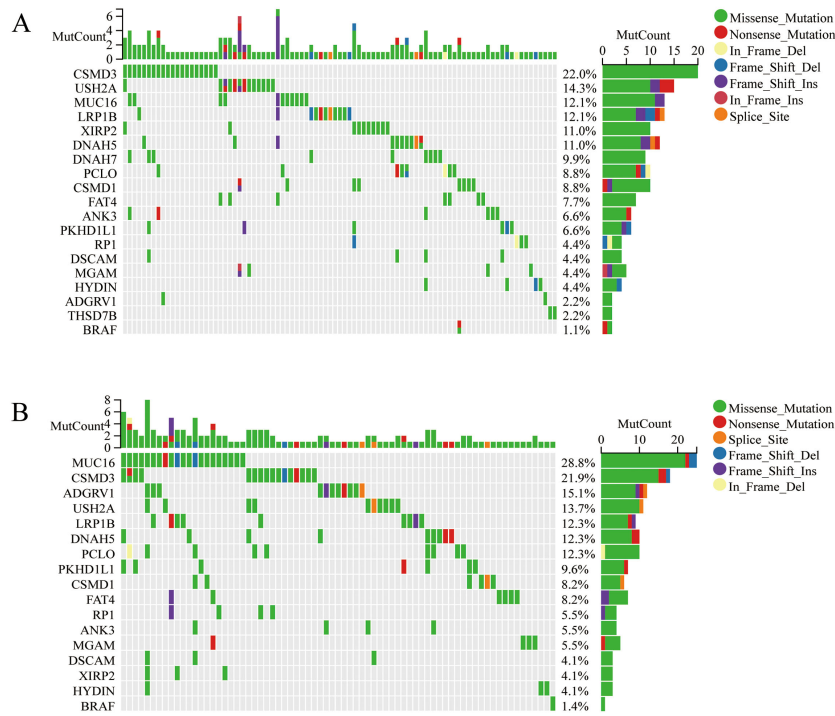 A
6
4
2
0
MutCount
MutCount
0 5 10 15 20
CSMD3 22.0%
USH2A 14.3%
MUC16 12.1%
LRP1B 12.1%
XIRP2 11.0%
DNAH5 11.0%
DNAH7 9.9%
PCLO 8.8%
CSMD1 8.8%
FAT4 7.7%
ANK3 6.6%
PKHD1L1 6.6%
RP1 4.4%
DSCAM 4.4%
MGAM 4.4%
HYDIN 4.4%
ADGRV1 2.2%
THSD7B 2.2%
BRAF 1.1%
Missense_Mutation
Nonsense_Mutation
In_Frame_Del
Frame_Shift_Del
Frame_Shift_Ins
In_Frame_Ins
Splice_Site
B
8
6
4
2
0
MutCount
MutCount
0 10 20
MUC16 28.8%
CSMD3 21.9%
ADGRV1 15.1%
USH2A 13.7%
LRP1B 12.3%
DNAH5 12.3%
PCLO 12.3%
PKHD1L1 9.6%
CSMD1 8.2%
FAT4 8.2%
RP1 5.5%
ANK3 5.5%
MGAM 5.5%
DSCAM 4.1%
XIRP2 4.1%
HYDIN 4.1%
BRAF 1.4%
Missense_Mutation
Nonsense_Mutation
Splice_Site
Frame_Shift_Del
Frame_Shift_Ins
In_Frame_Del